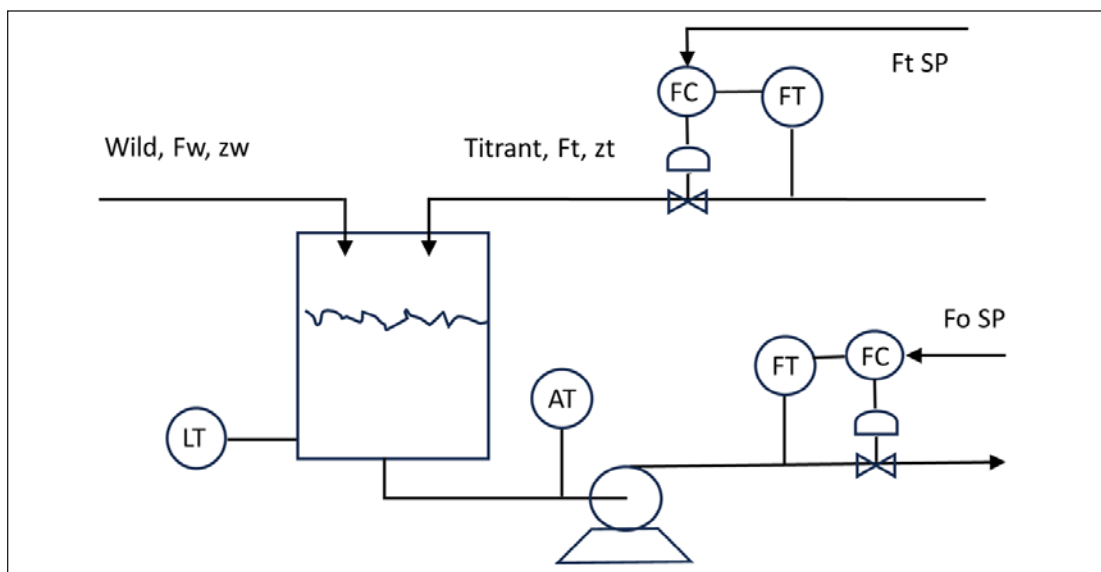 Ft SP
FC
FT
Wild, Fw, zw
Titrant, Ft, zt
Fo SP
FT
FC
AT
LT